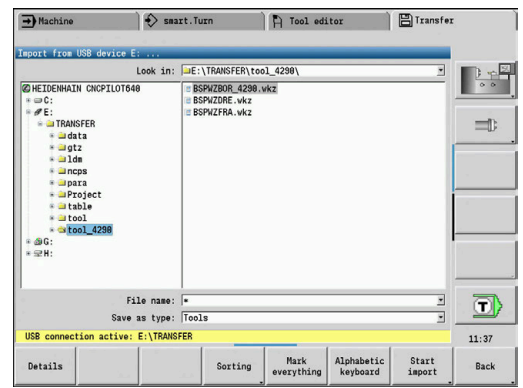 Machine
smart.Turn
Tool editor
Transfer
Import from USB device E: ...
Look in: E:\TRANSFER\tool_4290\
HEIDENHAIN CNCPILOT640
C:
E:
TRANSFER
data
gtz
ldm
ncps
para
Project
table
tool
tool_4290
G:
H:
BSPWZBOR_4290.wkz
BSPWZDRE.wkz
BSPWZFRA.wkz
File name: *
Save as type: Tools
USB connection active: E:\TRANSFER
T
11:37
Details
Sorting
Mark everything
Alphabetic keyboard
Start import
Back